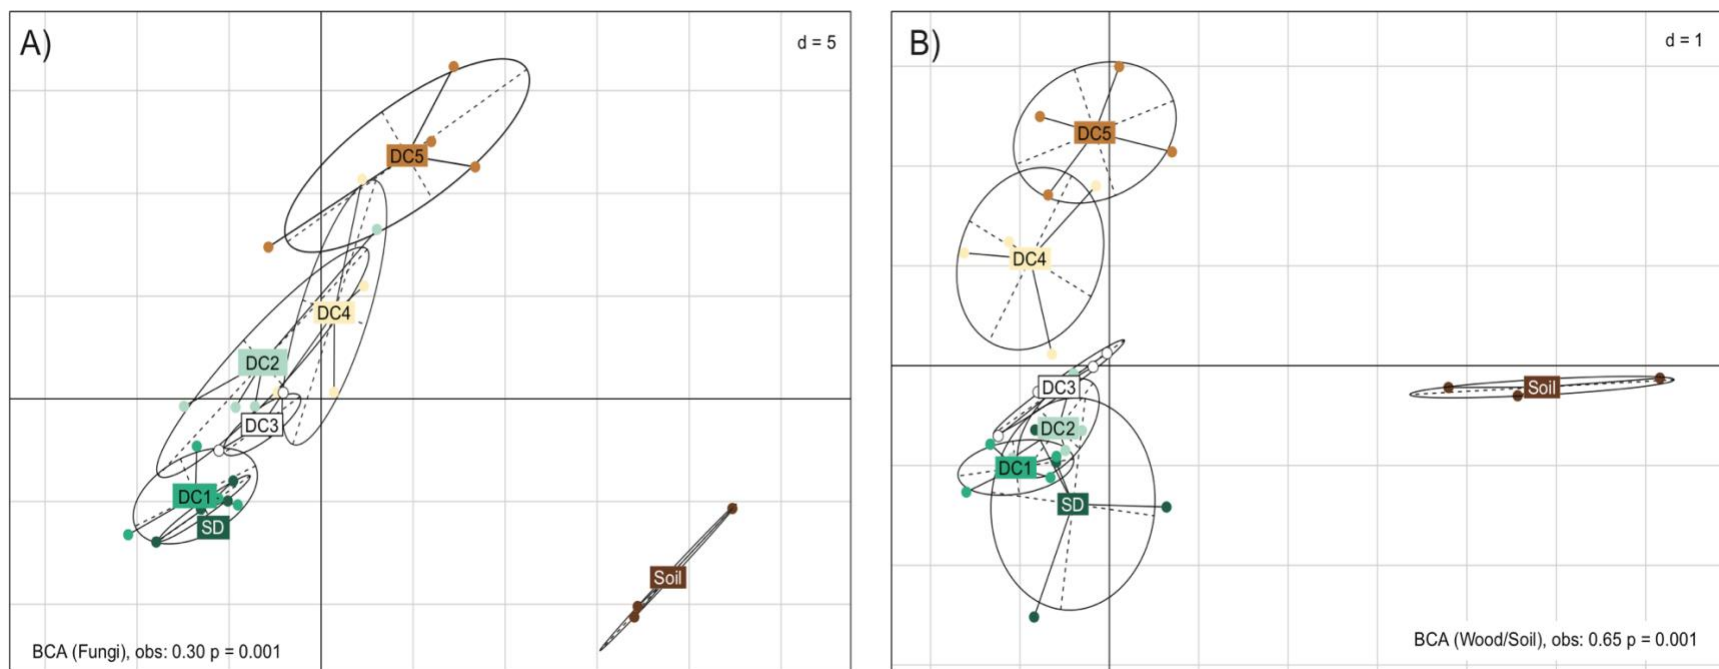 A)
d = 5
DC5
DC4
DC2
DC3
DC1
SD
Soil
BCA (Fungi), obs: 0.30 p = 0.001
B)
d = 1
DC5
DC4
DC3
Soil
DC2
DC1
SD
BCA (Wood/Soil), obs: 0.65 p = 0.001